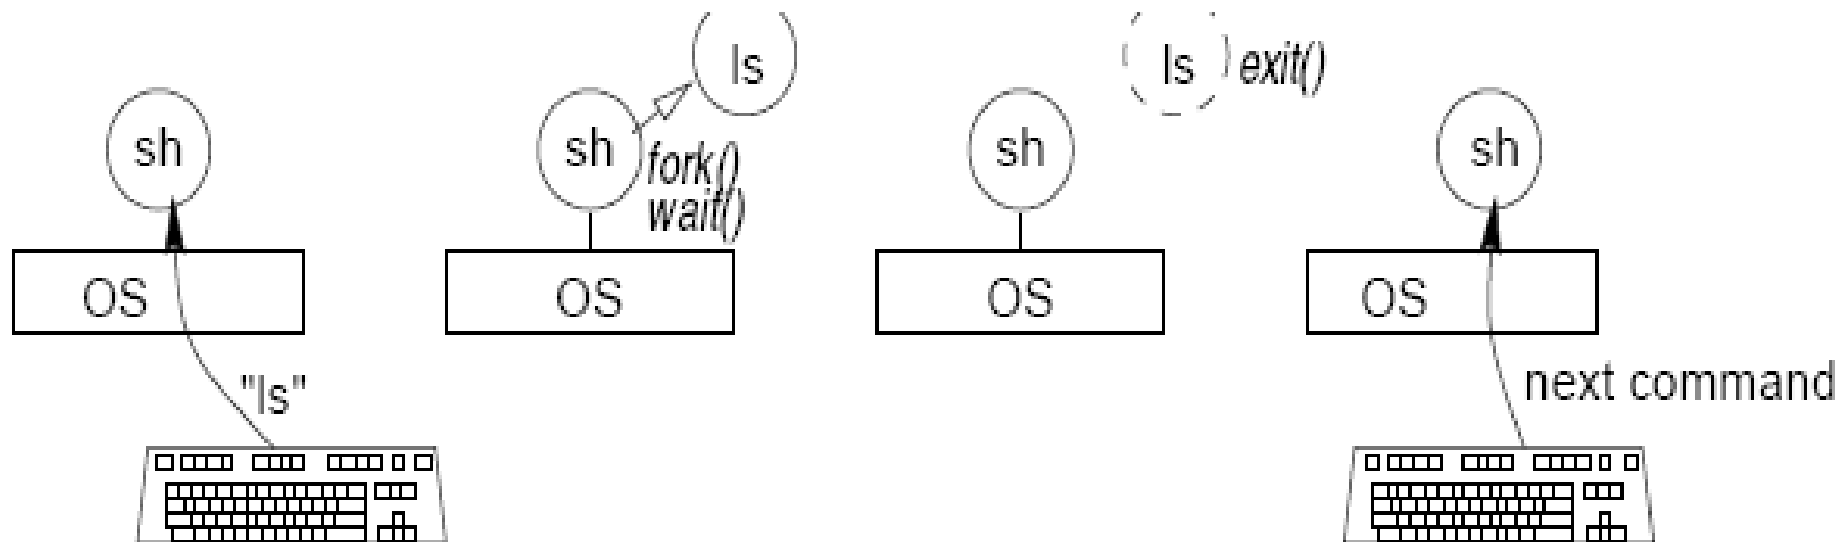 sh
OS
"ls"
ls
sh
fork()
wait()
OS
ls exit()
sh
OS
sh
OS
next command